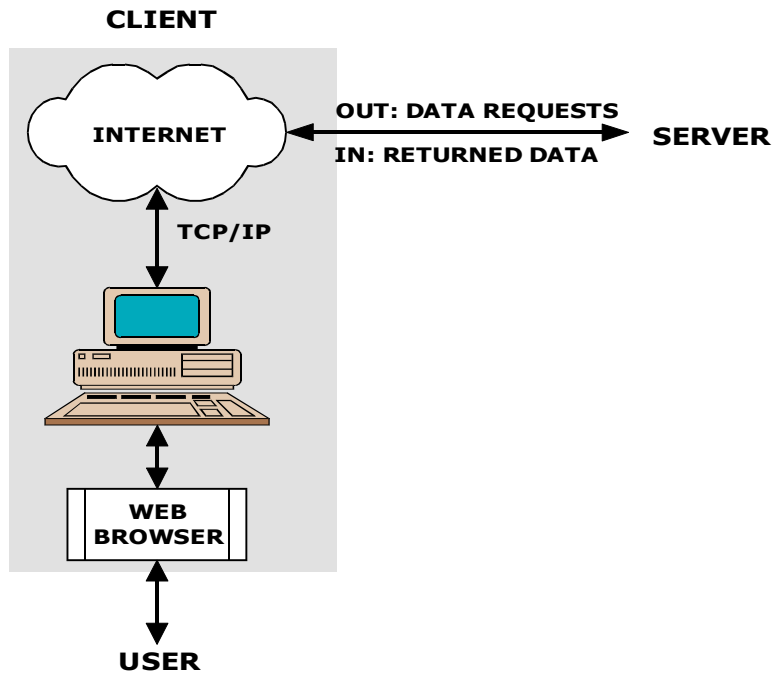 CLIENT
INTERNET
OUT: DATA REQUESTS
IN: RETURNED DATA
SERVER
TCP/IP
WEB
BROWSER
USER